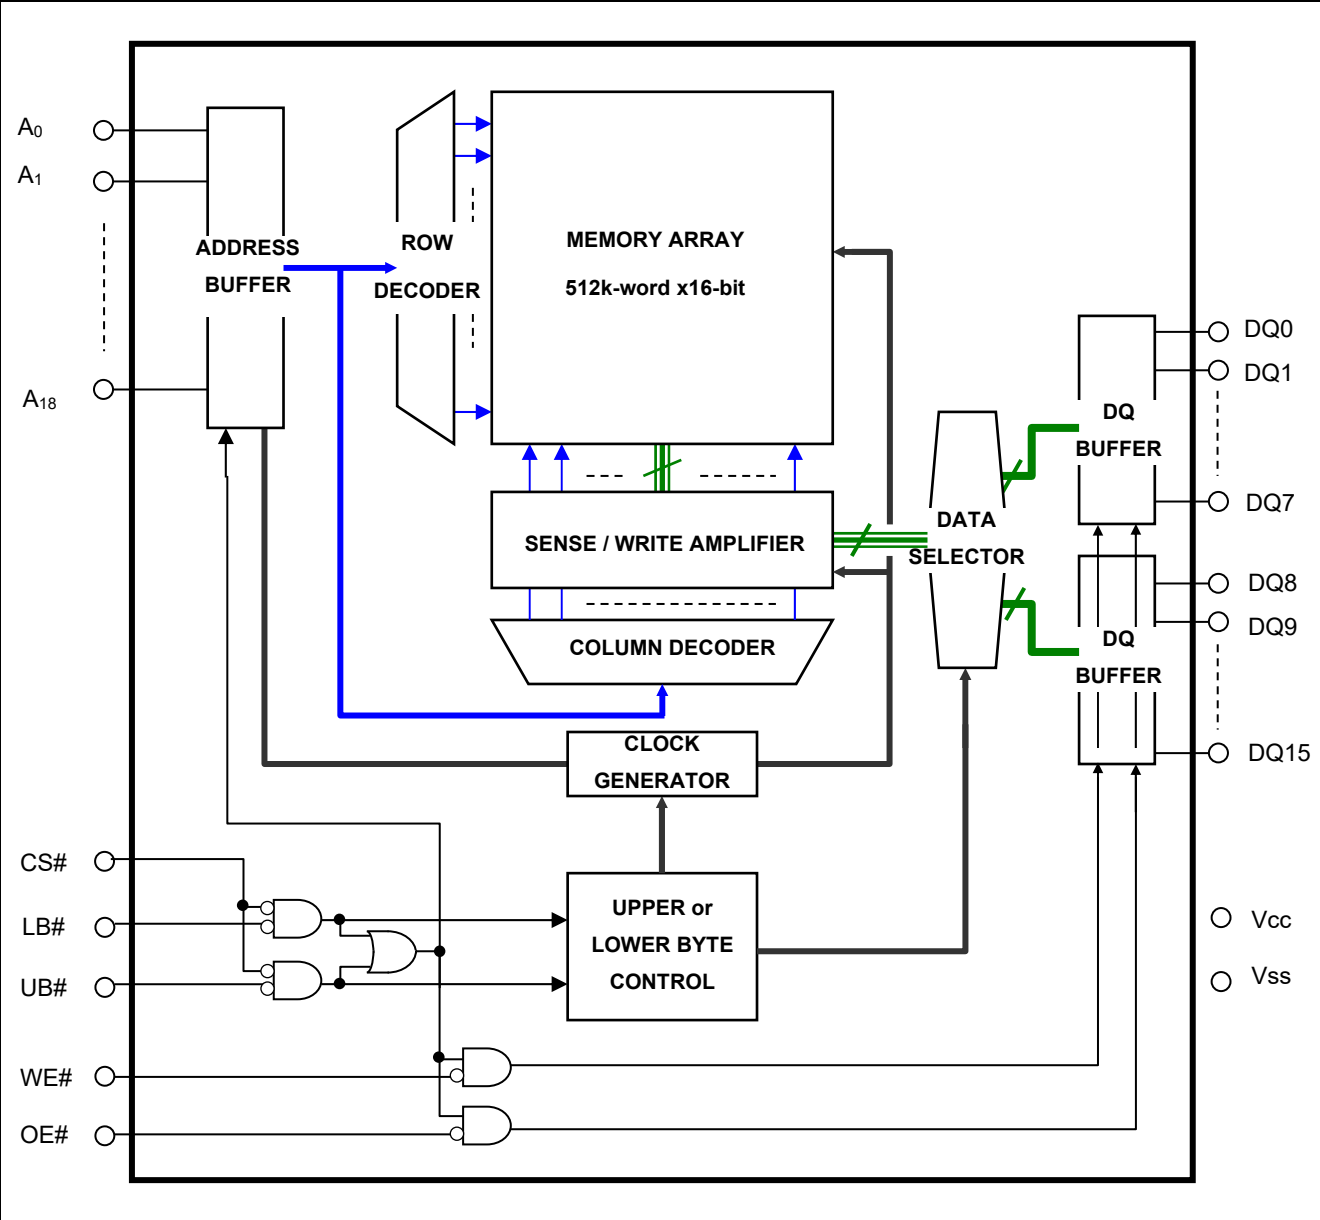 A0
A1
A18
ADDRESS
BUFFER
ROW
DECODER
MEMORY ARRAY
512k-word x16-bit
SENSE / WRITE AMPLIFIER
COLUMN DECODER
CLOCK
GENERATOR
UPPER or
LOWER BYTE
CONTROL
DATA
SELECTOR
DQ
BUFFER
DQ
BUFFER
DQ0
DQ1
DQ7
DQ8
DQ9
DQ15
CS#
LB#
UB#
WE#
OE#
Vcc
Vss